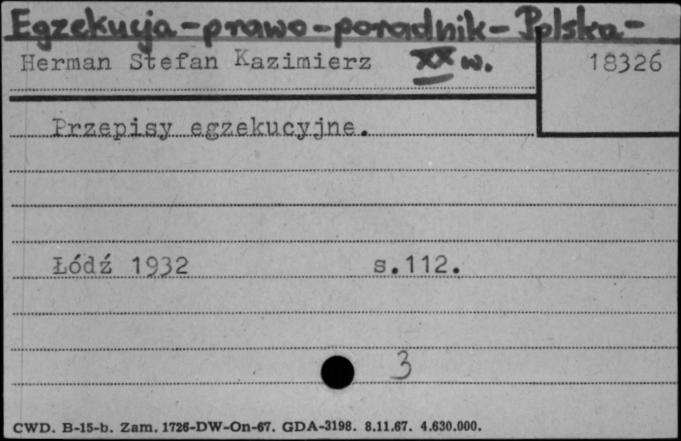 Egzekucja-prawo-poradnik-Polska-
Herman Stefan Kazimierz XX w. 18326
Przepisy egzekucyjne.
Łódź 1932 s.112.
3
CWD. B-15-b. Zam. 1726-DW-On-67. GDA-3198. 8.11.67. 4.630.000.